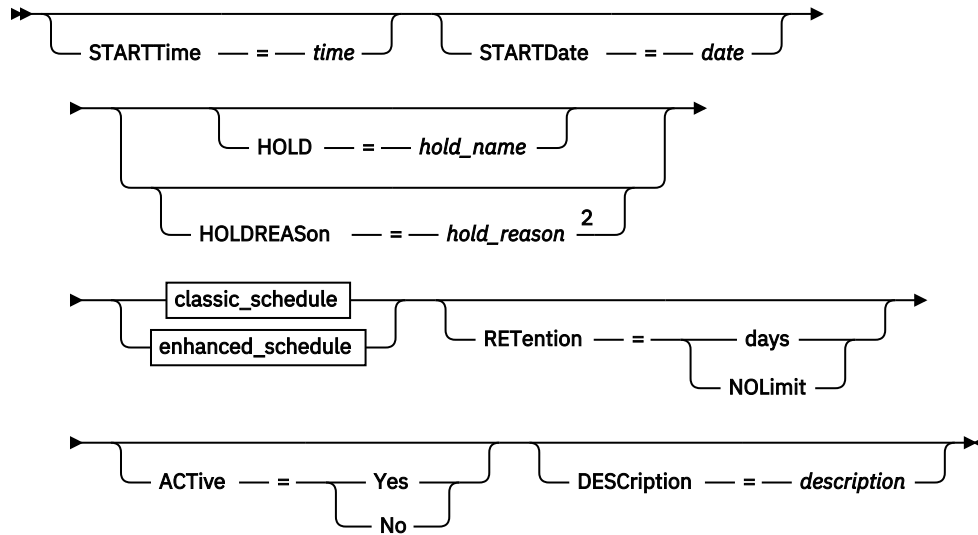 STARTTime = time STARTDate = date
HOLD = hold_name
HOLDREASon = hold_reason 2
classic_schedule
enhanced_schedule
RETention = days
NOLimit
ACTive = Yes
No
DESCription = description